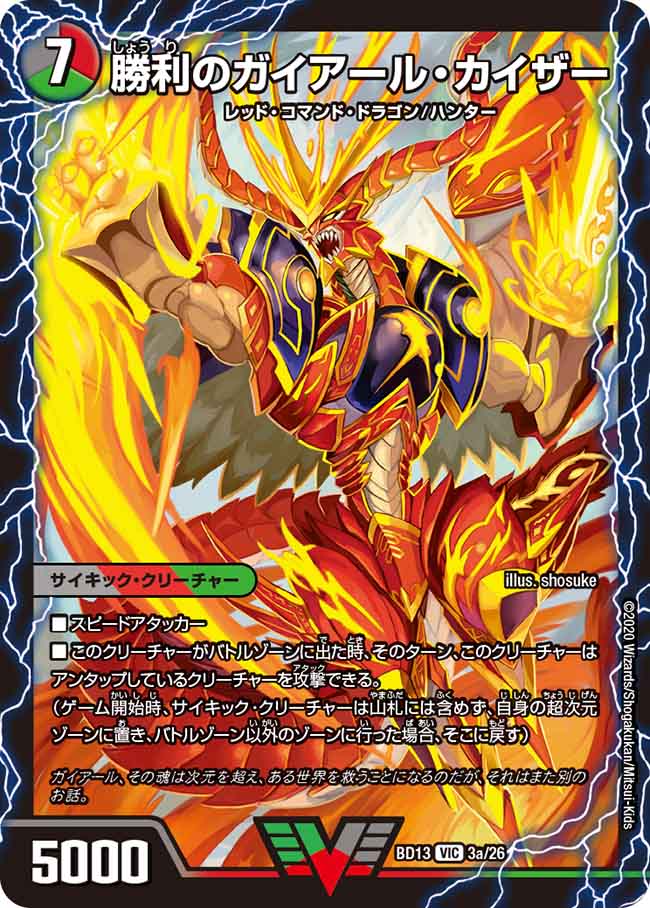 7
勝利のガイアール・カイザー
しょうり
レッド・コマンド・ドラゴン/ハンター
サイキック・クリーチャー
illus. shosuke
■スピードアタッカー
■このクリーチャーがバトルゾーンに出た時、そのターン、このクリーチャーは
アンタップしているクリーチャーを攻撃できる。
(ゲーム開始時、サイキック・クリーチャーは山札には含めず、自身の超次元
ゾーンに置き、バトルゾーン以外のゾーンに行った場合、そこに戻す)
ガイアール、その魂は次元を超え、ある世界を救うことになるのだが、それはまた別の
お話。
©2020 Wizards/Shogakukan/Mitsui-Kids
5000
BD13 VIC 3a/26